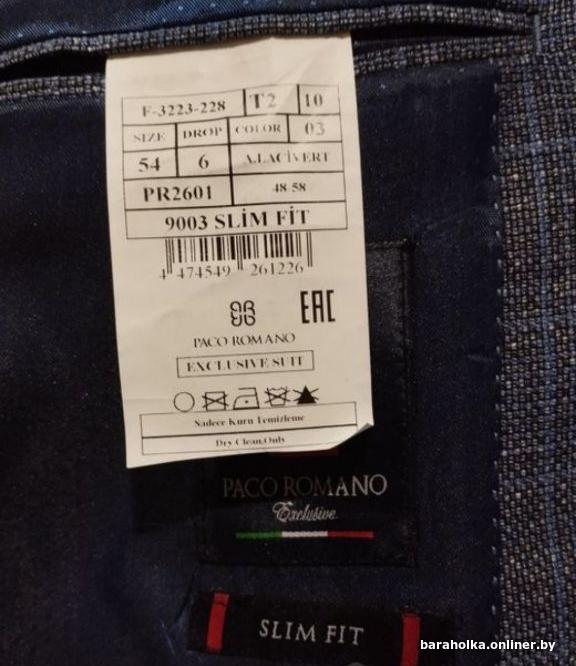 F-3223-228 T2 10
SIZE DROP COLOR 03
54 6 A.LACİVERT
PR2601 48-58
9003 SLİM FİT
4 474549 261226
EAC
PACO ROMANO
EXCLUSIVE SUIT
Sadece Kuru Temizleme
Dry Clean Only
PACO ROMANO
Exclusive
SLIM FIT
baraholka.onliner.by